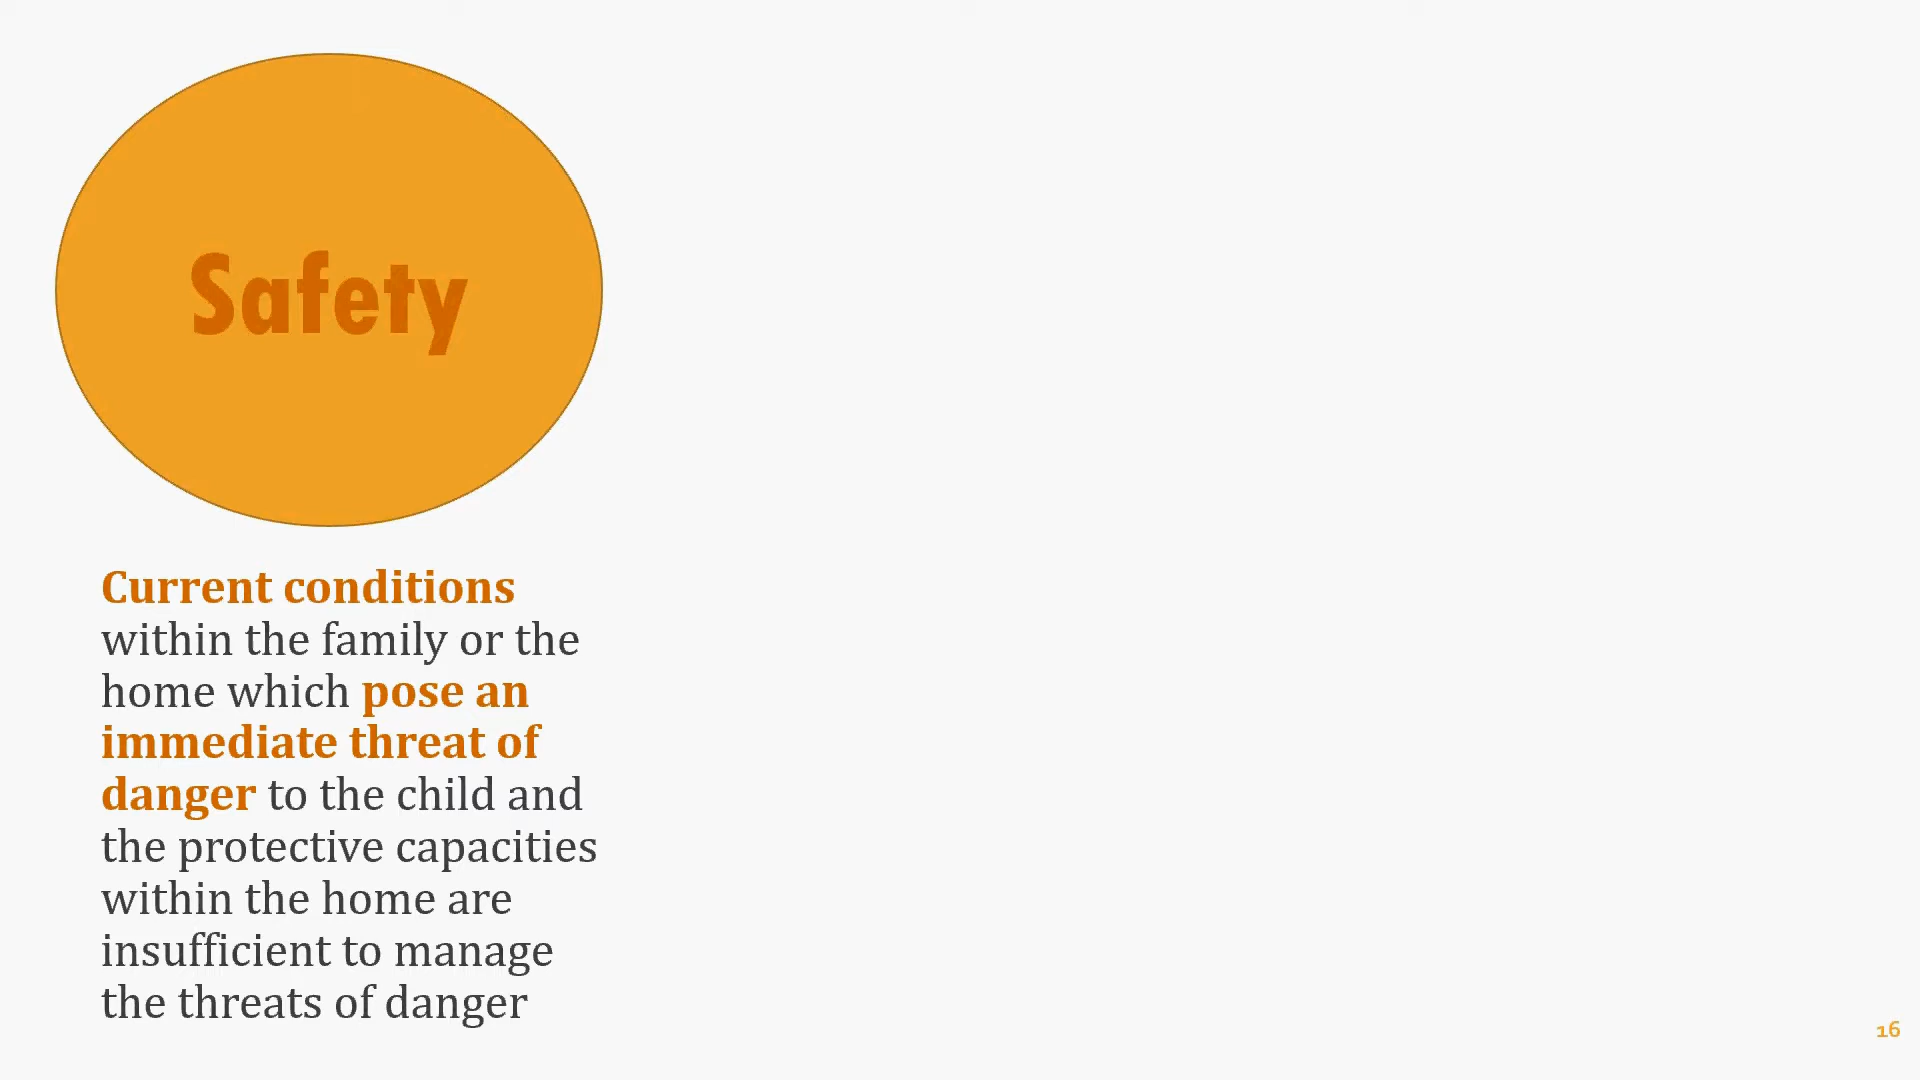 Safety
Current conditions
within the family or the
home which pose an
immediate threat of
danger to the child and
the protective capacities
within the home are
insufficient to manage
the threats of danger
16